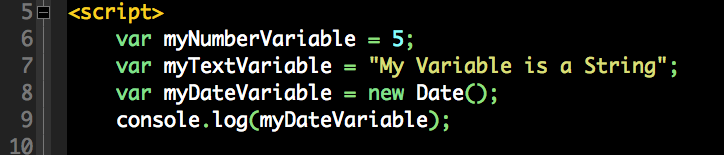 5 <script>
6 var myNumberVariable = 5;
7 var myTextVariable = "My Variable is a String";
8 var myDateVariable = new Date();
9 console.log(myDateVariable);
10